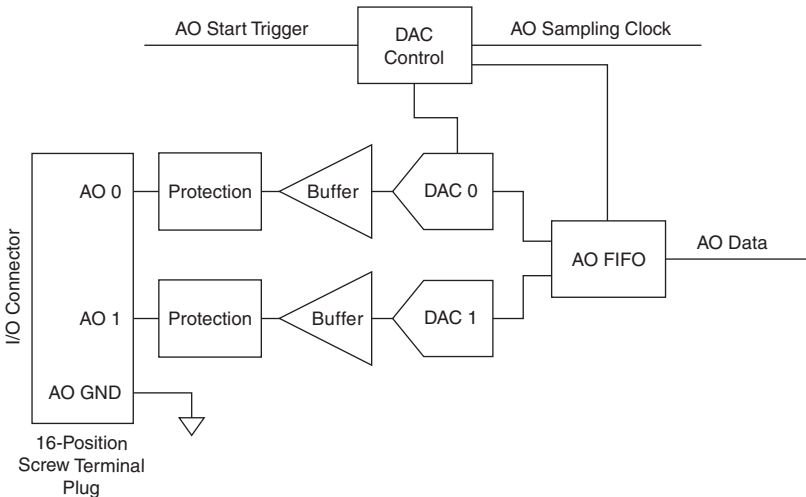 AO Start Trigger
DAC
Control
AO Sampling Clock
I/O Connector
AO 0
Protection
Buffer
DAC 0
AO FIFO
AO Data
AO 1
Protection
Buffer
DAC 1
AO GND
16-Position
Screw Terminal
Plug